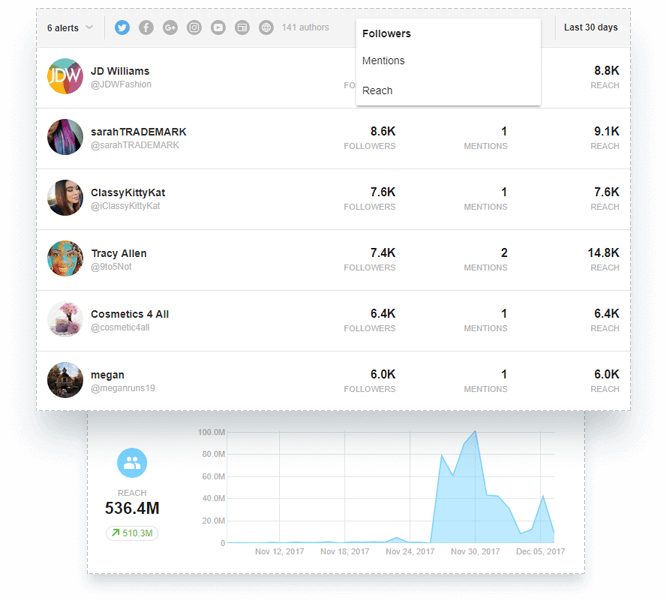 6 alerts
141 authors
Followers
Mentions
Reach
Last 30 days
JDW
JD Williams
@JDWFashion
FO
8.8K
REACH
sarahTRADEMARK
@sarahTRADEMARK
8.6K
FOLLOWERS
1
MENTIONS
9.1K
REACH
ClassyKittyKat
@iClassyKittyKat
7.6K
FOLLOWERS
1
MENTIONS
7.6K
REACH
Tracy Allen
@9to5Not
7.4K
FOLLOWERS
2
MENTIONS
14.8K
REACH
Cosmetics 4 All
@cosmetic4all
6.4K
FOLLOWERS
1
MENTIONS
6.4K
REACH
megan
@meganruns19
6.0K
FOLLOWERS
1
MENTIONS
6.0K
REACH
REACH
536.4M
510.3M
100.0M
80.0M
60.0M
40.0M
20.0M
0
Nov 12, 2017 Nov 18, 2017 Nov 24, 2017 Nov 30, 2017 Dec 05, 2017